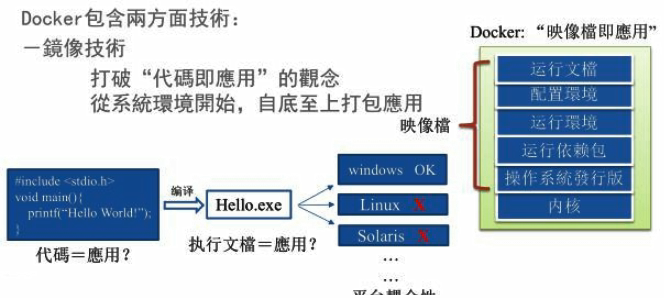 Docker包含兩方面技術：
－鏡像技術
打破“代碼即應用”的觀念
從系統環境開始，自底至上打包應用
Docker: “映像檔即應用”
运行文檔
配置環境
运行環境
运行依赖包
操作系統發行版
内核
映像檔
#include <stdio.h>
void main(){
printf(“Hello World!”);
}
代碼＝應用？
编译
Hello.exe
执行文檔＝應用？
windows OK
Linux X
Solaris X
…
…